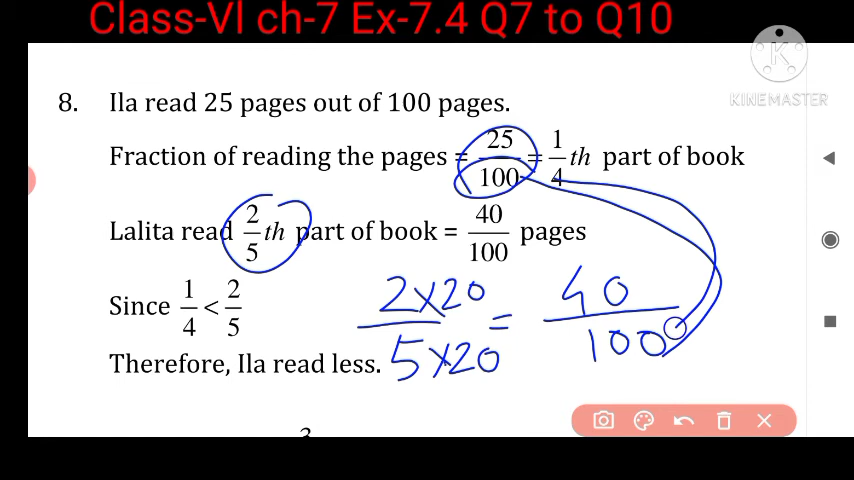 Class-VI ch-7 Ex-7.4 Q7 to Q10
KINEMASTER
8. Ila read 25 pages out of 100 pages.
Fraction of reading the pages = 25/100 = 1/4 th part of book
Lalita read 2/5 th part of book = 40/100 pages
Since 1/4 < 2/5
2×20/5×20 = 40/100
Therefore, Ila read less.
3